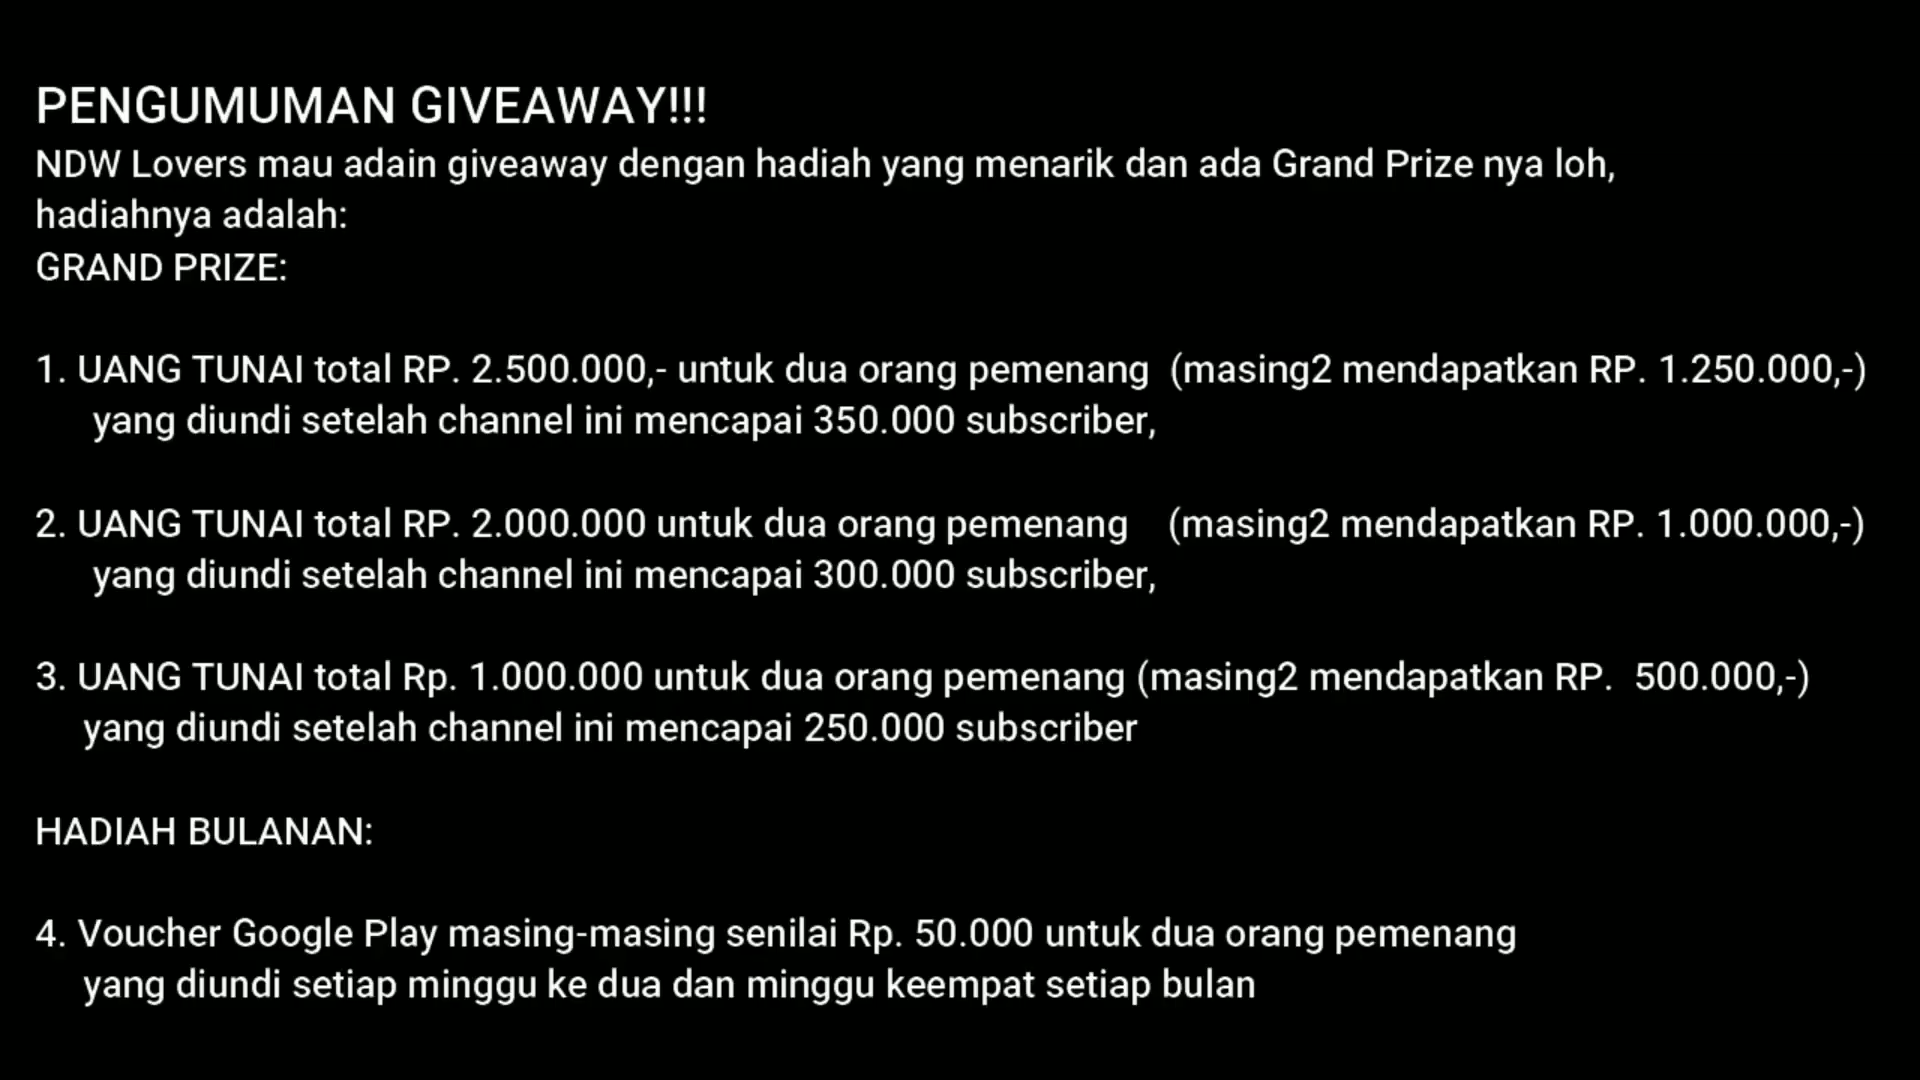 PENGUMUMAN GIVEAWAY!!!
NDW Lovers mau adain giveaway dengan hadiah yang menarik dan ada Grand Prize nya loh,
hadiahnya adalah:
GRAND PRIZE:
1. UANG TUNAI total RP. 2.500.000,- untuk dua orang pemenang (masing2 mendapatkan RP. 1.250.000,-)
yang diundi setelah channel ini mencapai 350.000 subscriber,
2. UANG TUNAI total RP. 2.000.000 untuk dua orang pemenang (masing2 mendapatkan RP. 1.000.000,-)
yang diundi setelah channel ini mencapai 300.000 subscriber,
3. UANG TUNAI total Rp. 1.000.000 untuk dua orang pemenang (masing2 mendapatkan RP. 500.000,-)
yang diundi setelah channel ini mencapai 250.000 subscriber
HADIAH BULANAN:
4. Voucher Google Play masing-masing senilai Rp. 50.000 untuk dua orang pemenang
yang diundi setiap minggu ke dua dan minggu keempat setiap bulan